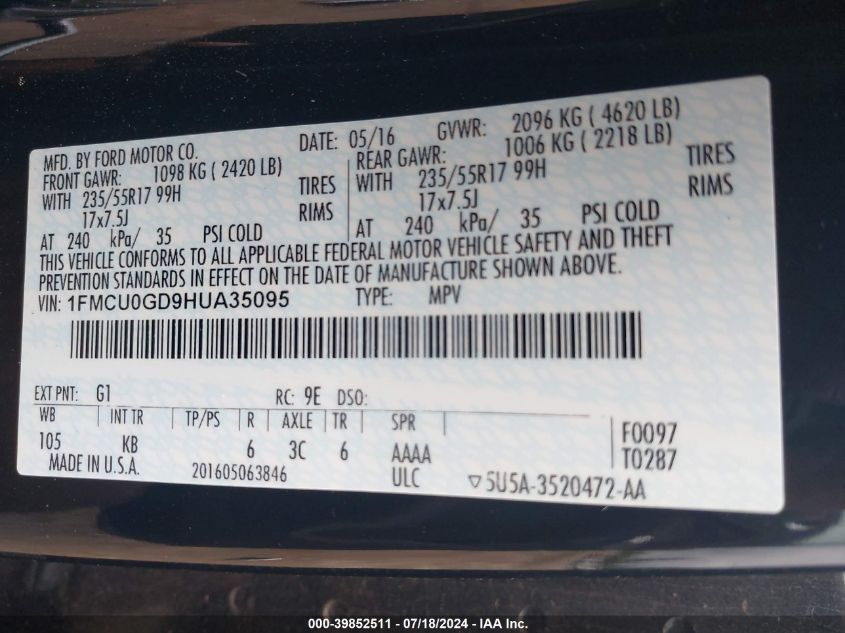 MFD. BY FORD MOTOR CO.
DATE: 05/16 GVWR: 2096 KG ( 4620 LB)
FRONT GAWR: 1098 KG ( 2420 LB)
REAR GAWR: 1006 KG ( 2218 LB)
WITH 235/55R17 99H TIRES
WITH 235/55R17 99H TIRES
17x7.5J RIMS
17x7.5J RIMS
AT 240 kPa/ 35 PSI COLD
AT 240 kPa/ 35 PSI COLD
THIS VEHICLE CONFORMS TO ALL APPLICABLE FEDERAL MOTOR VEHICLE SAFETY AND THEFT
PREVENTION STANDARDS IN EFFECT ON THE DATE OF MANUFACTURE SHOWN ABOVE.
VIN: 1FMCU0GD9HUA35095 TYPE: MPV
EXT PNT: G1 RC: 9E DSO:
WB INT TR TP/PS R AXLE TR SPR
105 KB 6 3C 6 AAAA
F0097
T0287
MADE IN U.S.A. 201605063846 ULC ▽5U5A-3520472-AA
000-39852511 - 07/18/2024 - IAA Inc.